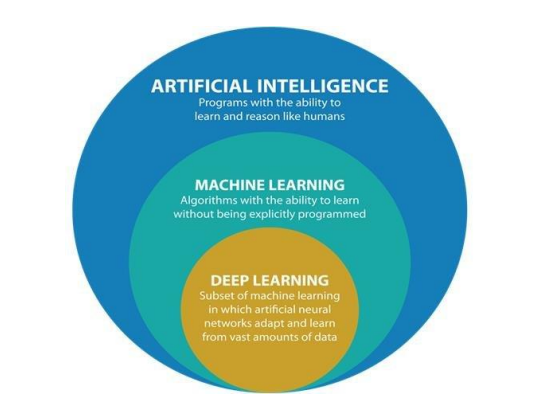 ARTIFICIAL INTELLIGENCE
Programs with the ability to
learn and reason like humans
MACHINE LEARNING
Algorithms with the ability to learn
without being explicitly programmed
DEEP LEARNING
Subset of machine learning
in which artificial neural
networks adapt and learn
from vast amounts of data